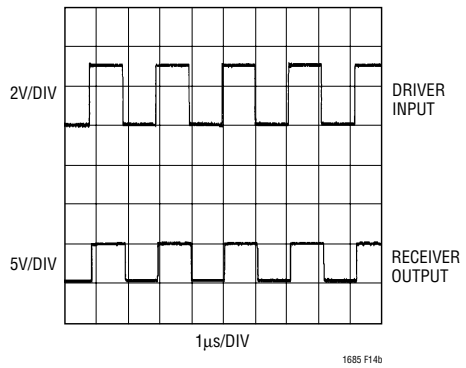 2V/DIV
DRIVER
INPUT
5V/DIV
RECEIVER
OUTPUT
1µs/DIV
1685 F14b